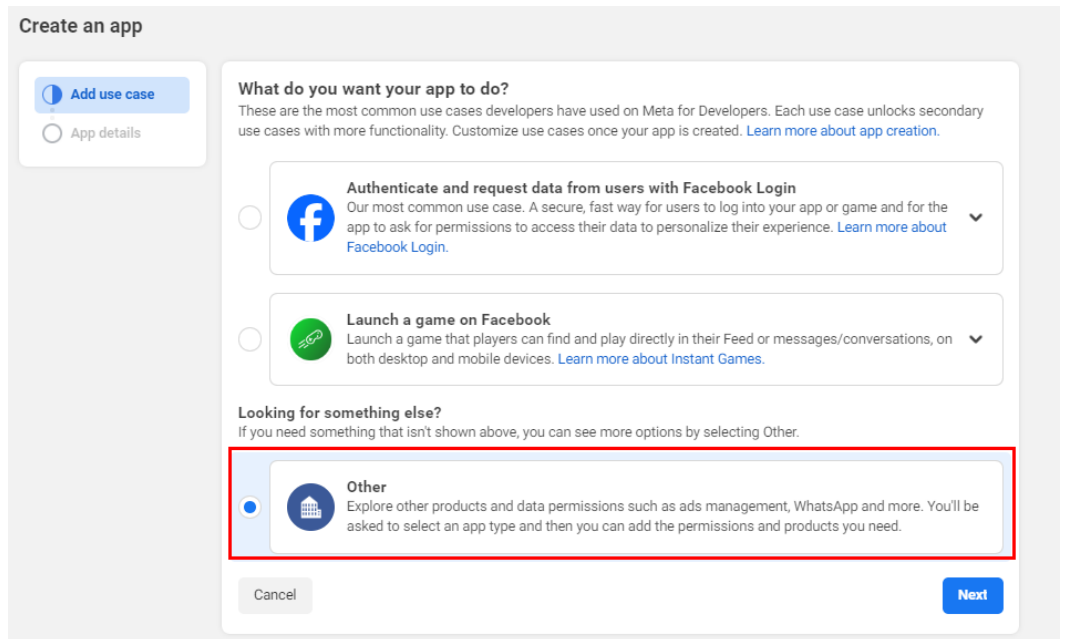 Create an app
Add use case
App details
What do you want your app to do?
These are the most common use cases developers have used on Meta for Developers. Each use case unlocks secondary
use cases with more functionality. Customize use cases once your app is created. Learn more about app creation.
Authenticate and request data from users with Facebook Login
Our most common use case. A secure, fast way for users to log into your app or game and for the
app to ask for permissions to access their data to personalize their experience. Learn more about
Facebook Login.
Launch a game on Facebook
Launch a game that players can find and play directly in their Feed or messages/conversations, on
both desktop and mobile devices. Learn more about Instant Games.
Looking for something else?
If you need something that isn't shown above, you can see more options by selecting Other.
Other
Explore other products and data permissions such as ads management, WhatsApp and more. You'll be
asked to select an app type and then you can add the permissions and products you need.
Cancel
Next